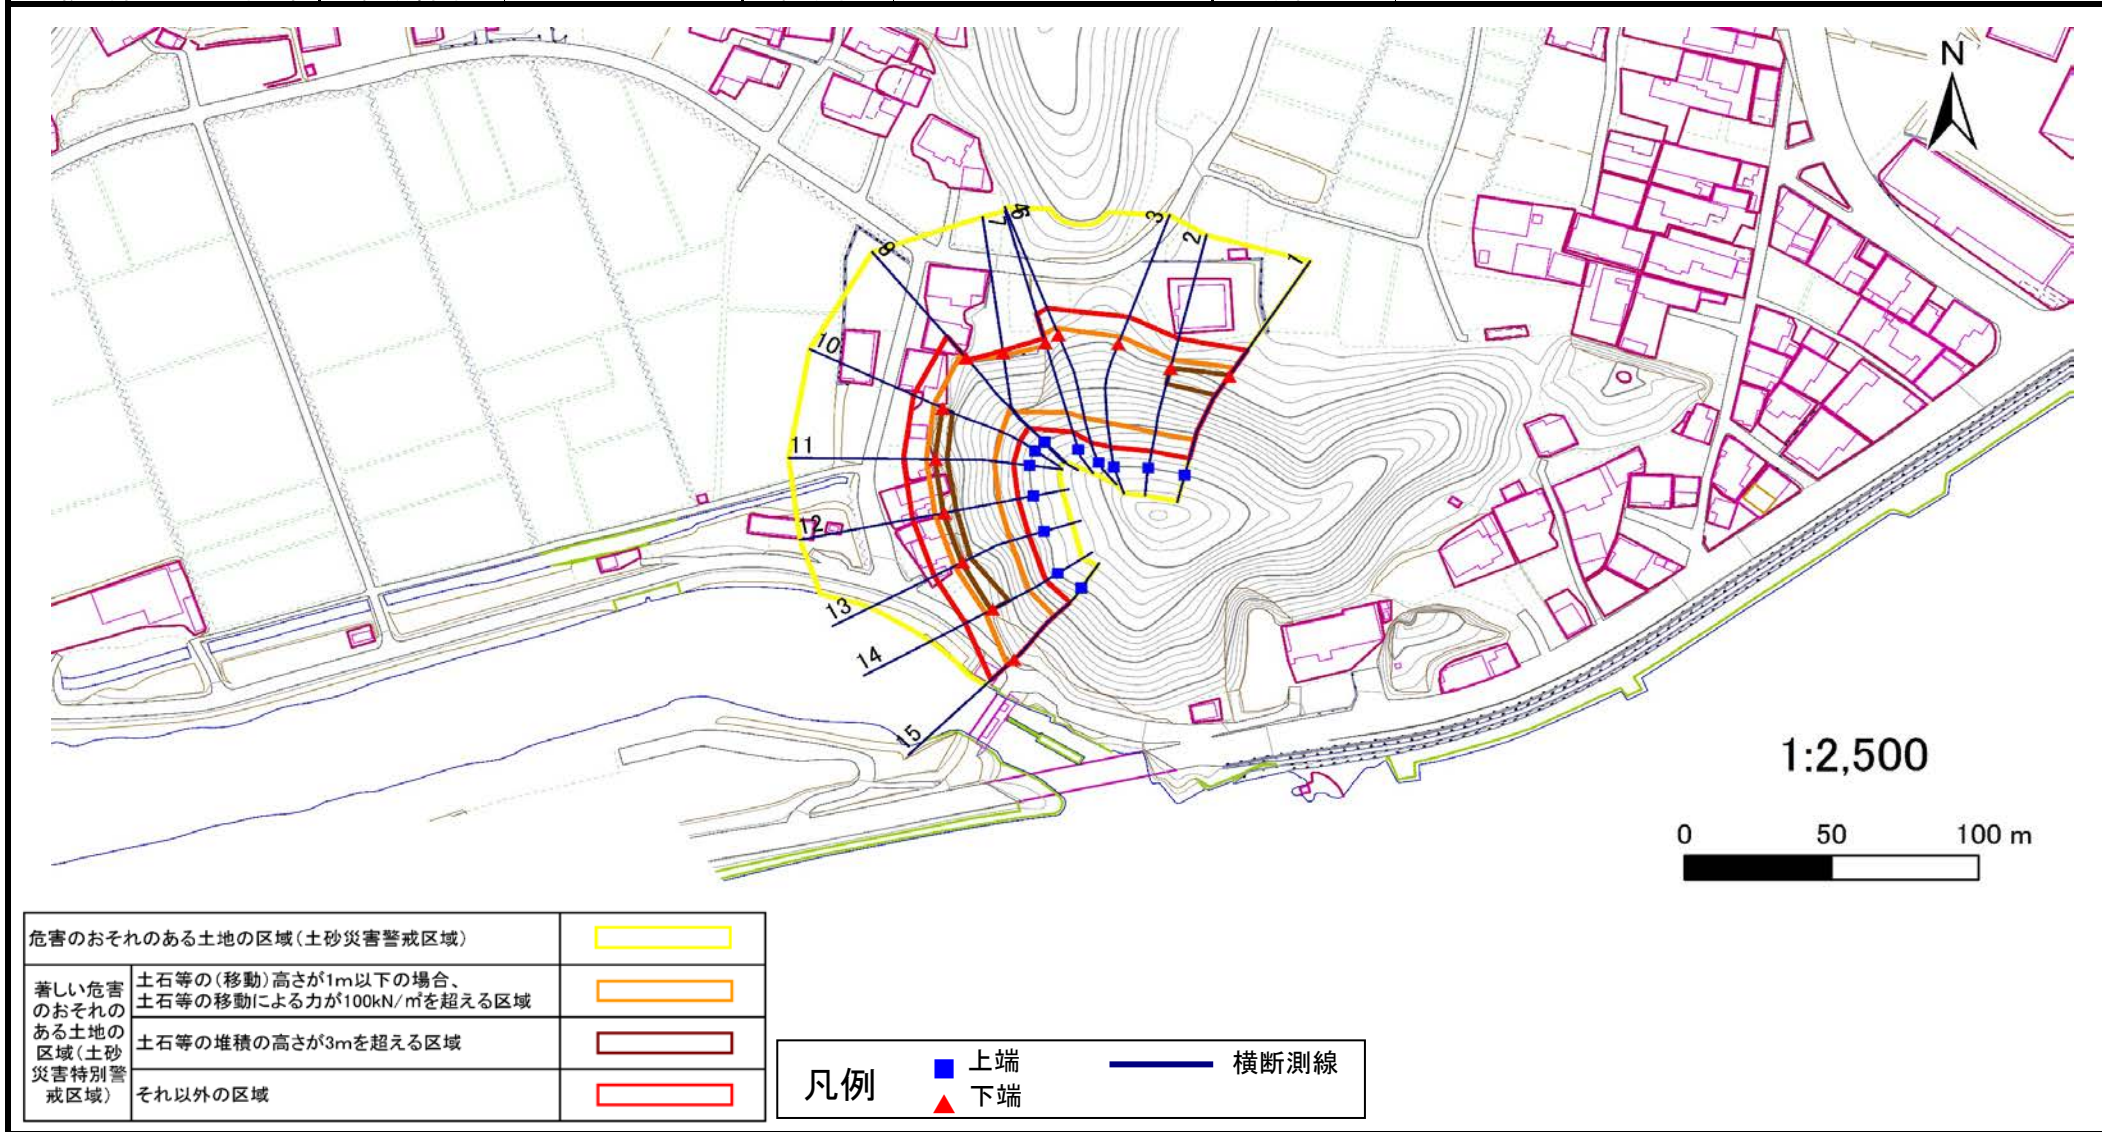 N
1
2
3
6
7
8
10
11
12
13
14
15
1:2,500
0 50 100 m
危害のおそれのある土地の区域(土砂災害警戒区域)
著しい危害
のおそれの
ある土地の
区域(土砂
災害特別警
戒区域)
土石等の(移動)高さが1m以下の場合、
土石等の移動による力が100kN/㎡を超える区域
土石等の堆積の高さが3mを超える区域
それ以外の区域
凡例
上端
下端
横断測線